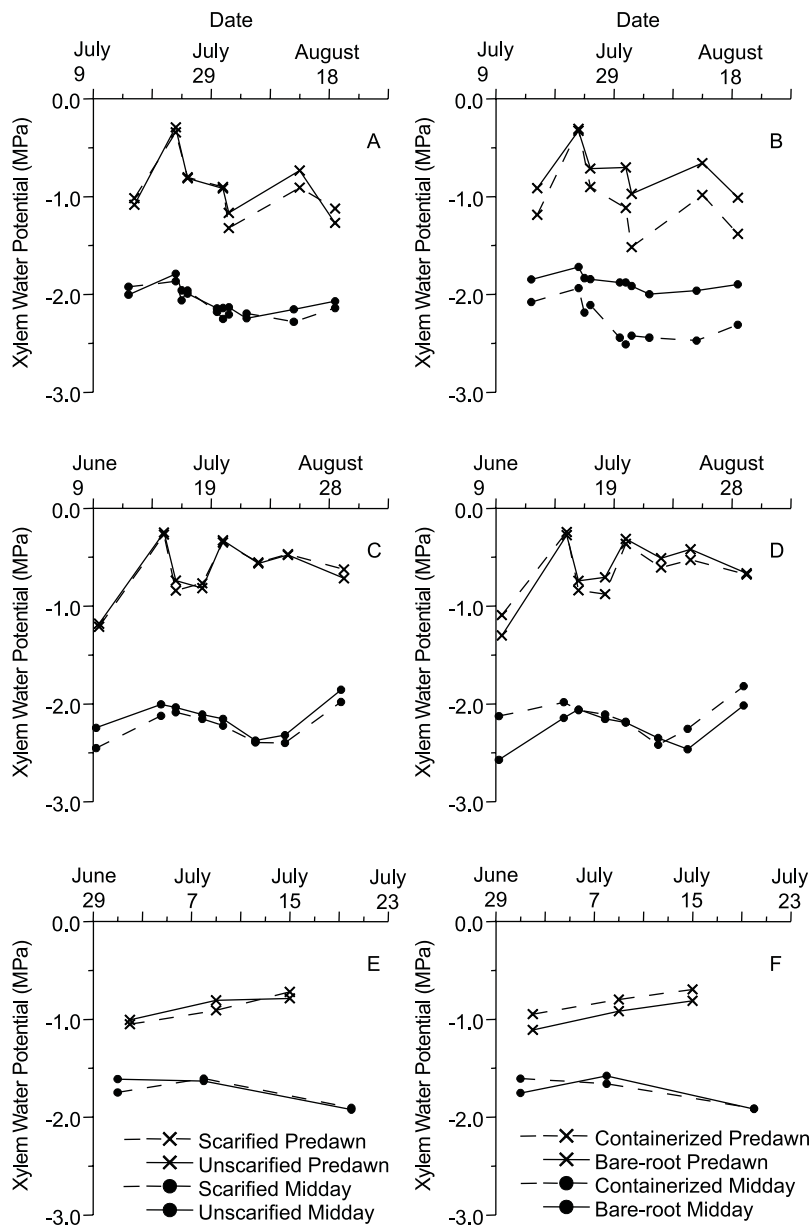 Date
July
9
July
29
August
18
0.0
-1.0
-2.0
-3.0
Xylem Water Potential (MPa)
A
Date
July
9
July
29
August
18
0.0
-1.0
-2.0
-3.0
Xylem Water Potential (MPa)
B
June
9
July
19
August
28
0.0
-1.0
-2.0
-3.0
Xylem Water Potential (MPa)
C
June
9
July
19
August
28
0.0
-1.0
-2.0
-3.0
Xylem Water Potential (MPa)
D
June
29
July
7
July
15
July
23
0.0
-1.0
-2.0
-3.0
Xylem Water Potential (MPa)
E
Scarified Predawn
Unscarified Predawn
Scarified Midday
Unscarified Midday
June
29
July
7
July
15
July
23
0.0
-1.0
-2.0
-3.0
Xylem Water Potential (MPa)
F
Containerized Predawn
Bare-root Predawn
Containerized Midday
Bare-root Midday